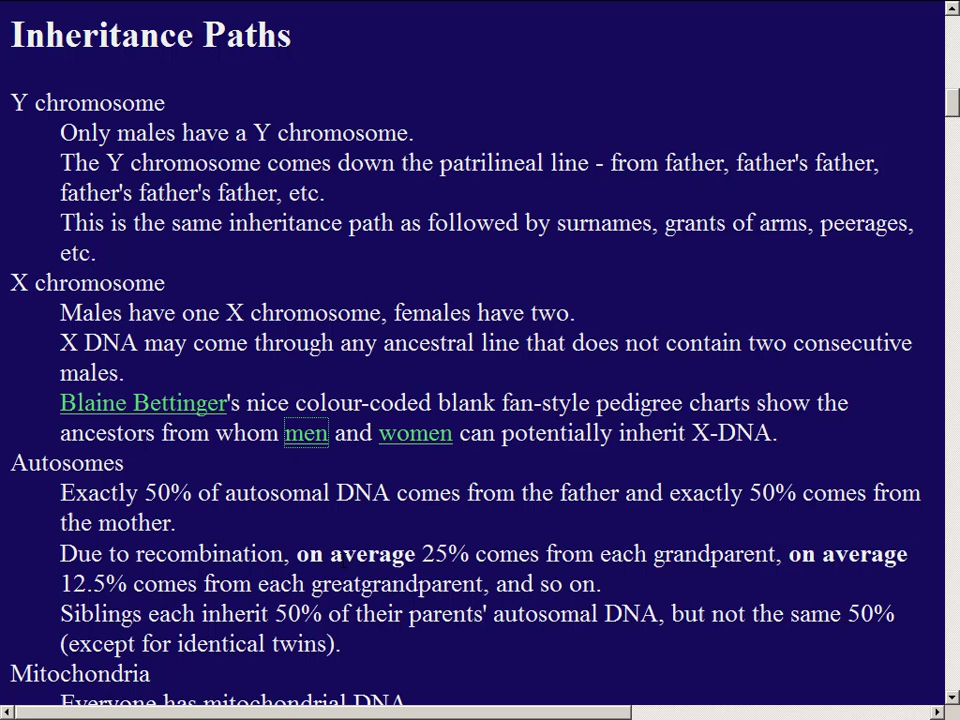 Inheritance Paths
Y chromosome
Only males have a Y chromosome.
The Y chromosome comes down the patrilineal line - from father, father's father,
father's father's father, etc.
This is the same inheritance path as followed by surnames, grants of arms, peerages,
etc.
X chromosome
Males have one X chromosome, females have two.
X DNA may come through any ancestral line that does not contain two consecutive
males.
Blaine Bettinger's nice colour-coded blank fan-style pedigree charts show the
ancestors from whom men and women can potentially inherit X-DNA.
Autosomes
Exactly 50% of autosomal DNA comes from the father and exactly 50% comes from
the mother.
Due to recombination, on average 25% comes from each grandparent, on average
12.5% comes from each greatgrandparent, and so on.
Siblings each inherit 50% of their parents' autosomal DNA, but not the same 50%
(except for identical twins).
Mitochondria
Everyone has mitochondrial DNA.